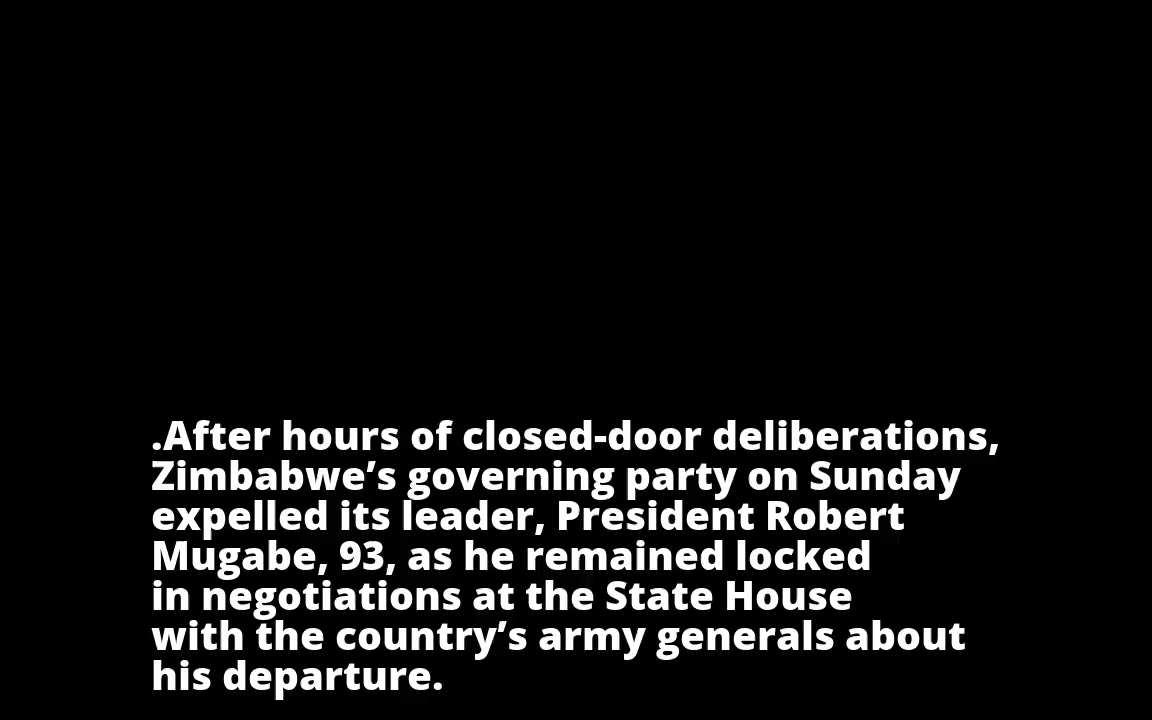 .After hours of closed-door deliberations,
Zimbabwe’s governing party on Sunday
expelled its leader, President Robert
Mugabe, 93, as he remained locked
in negotiations at the State House
with the country’s army generals about
his departure.